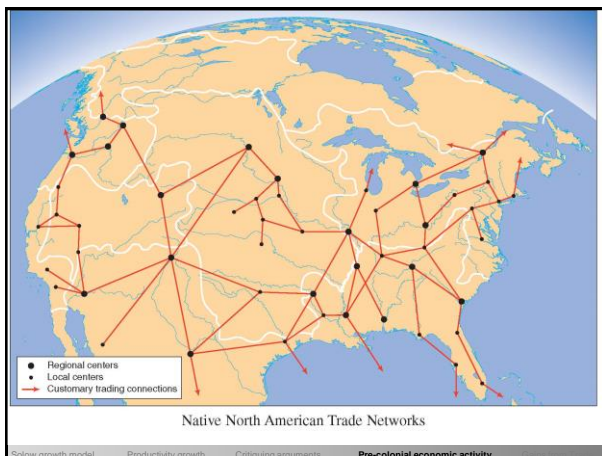 Regional centers
Local centers
Customary trading connections
Native North American Trade Networks
Solow growth model Productivity growth Critiquing arguments Pre-colonial economic activity